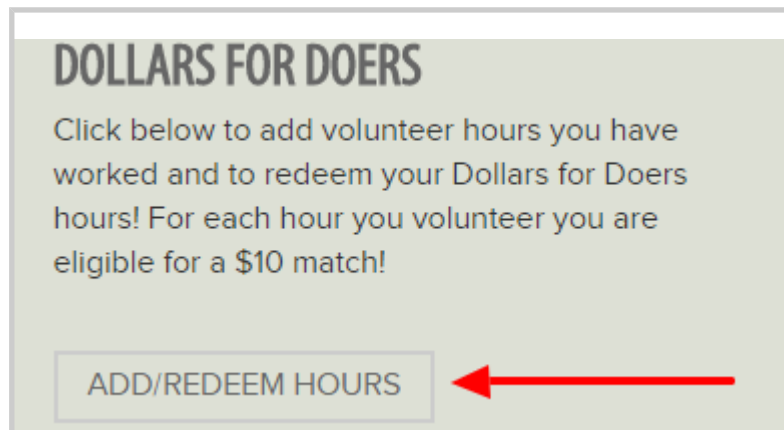 DOLLARS FOR DOERS
Click below to add volunteer hours you have
worked and to redeem your Dollars for Doers
hours! For each hour you volunteer you are
eligible for a $10 match!
ADD/REDEEM HOURS